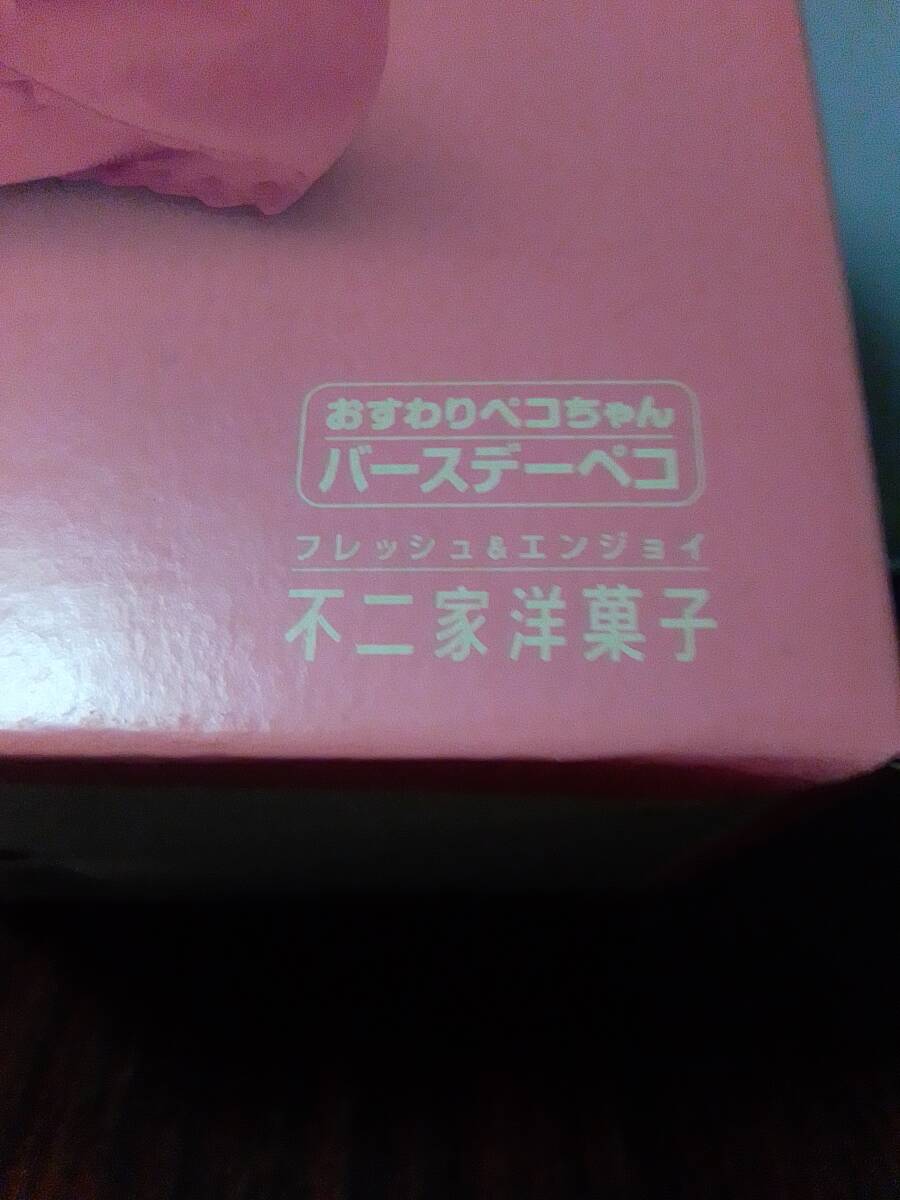 おすわりペコちゃん
バースデーペコ
フレッシュ&エンジョイ
不二家洋菓子